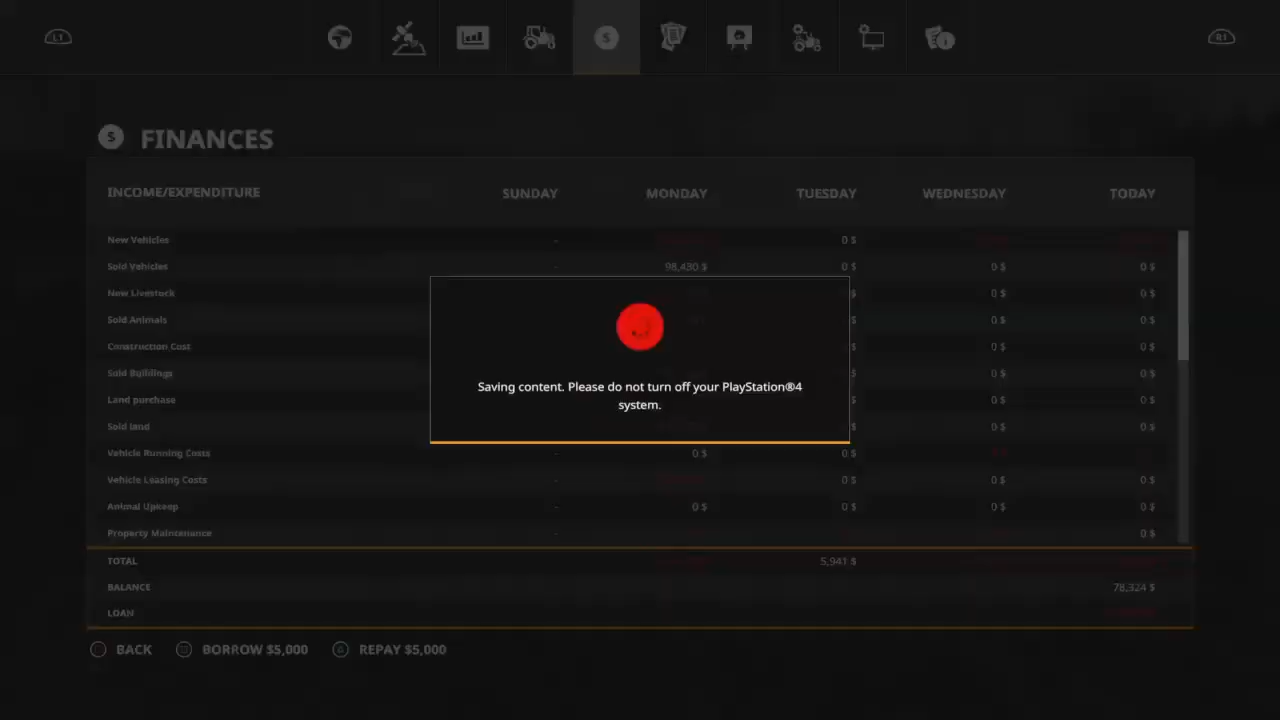 L1
R1
FINANCES
INCOME/EXPENDITURE SUNDAY MONDAY TUESDAY WEDNESDAY TODAY
New Vehicles - 0 $
Sold Vehicles - 98,430 $ 0 $ 0 $ 0 $
New Livestock $ 0 $ 0 $
Sold Animals $ 0 $ 0 $
Construction Cost $ 0 $ 0 $
Sold Buildings $ 0 $ 0 $
Land purchase $ 0 $ 0 $
Sold land $ 0 $ 0 $
Vehicle Running Costs - 0 $ 0 $
Vehicle Leasing Costs - 0 $ 0 $ 0 $
Animal Upkeep - 0 $ 0 $ 0 $ 0 $
Property Maintenance 0 $
TOTAL 5,941 $
BALANCE 78,324 $
LOAN
Saving content. Please do not turn off your PlayStation®4
system.
BACK BORROW $5,000 REPAY $5,000